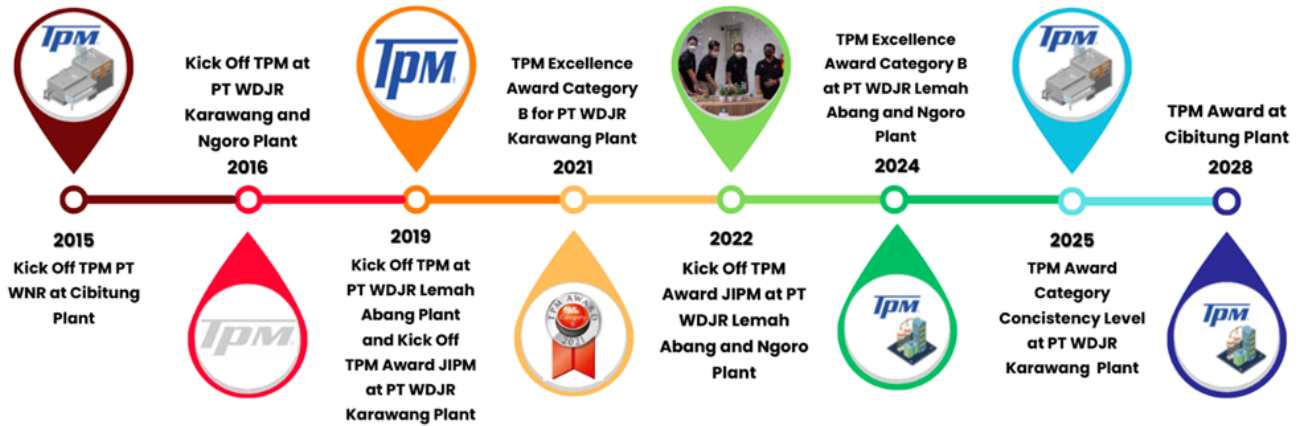 TPM
2015
Kick Off TPM PT
WNR at Cibitung
Plant
Kick Off TPM at
PT WDJR
Karawang and
Ngoro Plant
2016
TPM
TPM
2019
Kick Off TPM at
PT WDJR Lemah
Abang Plant
and Kick Off
TPM Award JIPM
at PT WDJR
Karawang Plant
TPM Excellence
Award Category
B for PT WDJR
Karawang Plant
2021
TPM AWARD
Category
2021
2022
Kick Off TPM
Award JIPM at PT
WDJR Lemah
Abang and Ngoro
Plant
TPM Excellence
Award Category B
at PT WDJR Lemah
Abang and Ngoro
Plant
2024
TPM
TPM
2025
TPM Award
Category
Concistency Level
at PT WDJR
Karawang Plant
TPM Award at
Cibitung Plant
2028
TPM